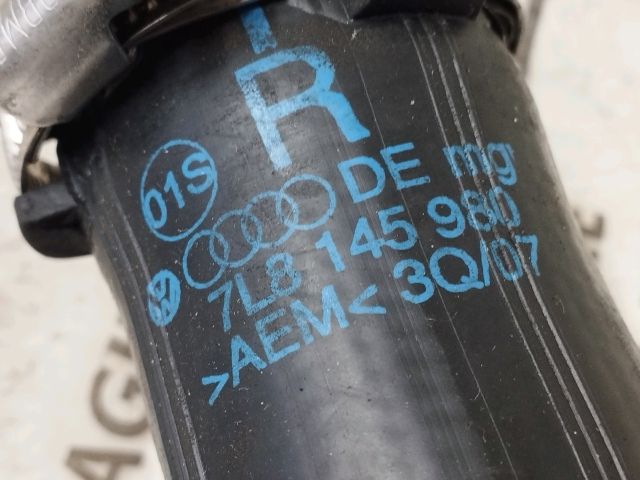 R
01S
DE mg
7L8 145 980
>AEM< 3Q/07